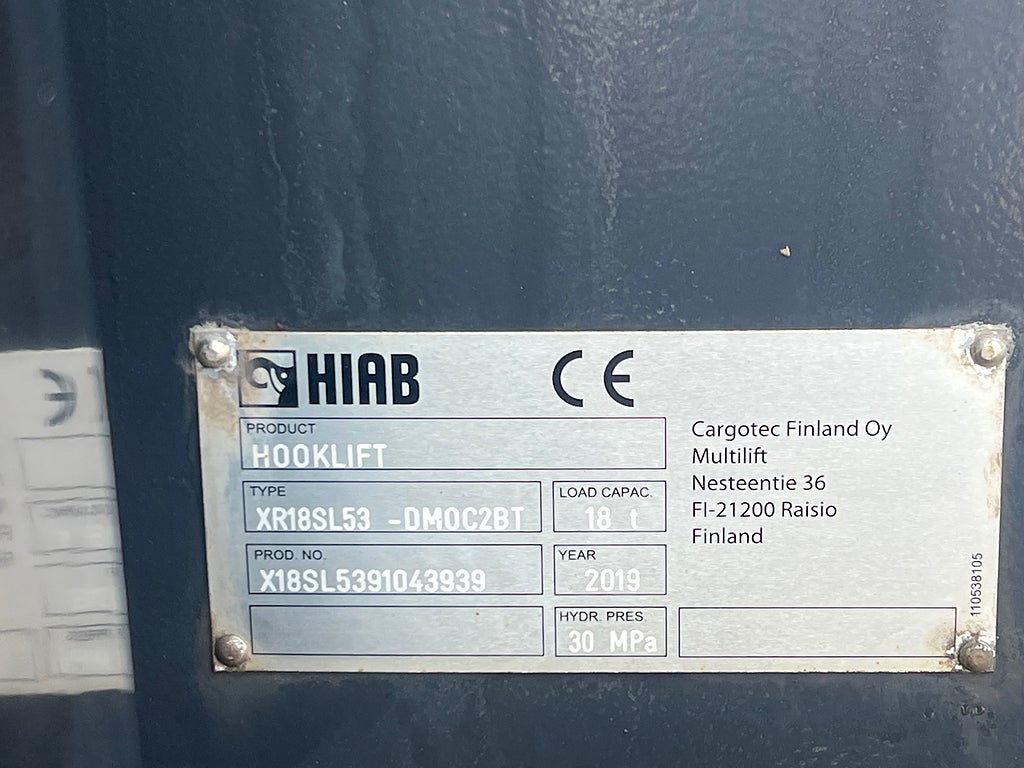 HIAB
CE
PRODUCT
HOOKLIFT
TYPE
XR18SL53 -DM0C2BT
LOAD CAPAC.
18 t
PROD. NO.
X18SL5391043939
YEAR
2019
HYDR. PRES.
30 MPa
Cargotec Finland Oy
Multilift
Nesteentie 36
FI-21200 Raisio
Finland
110538105